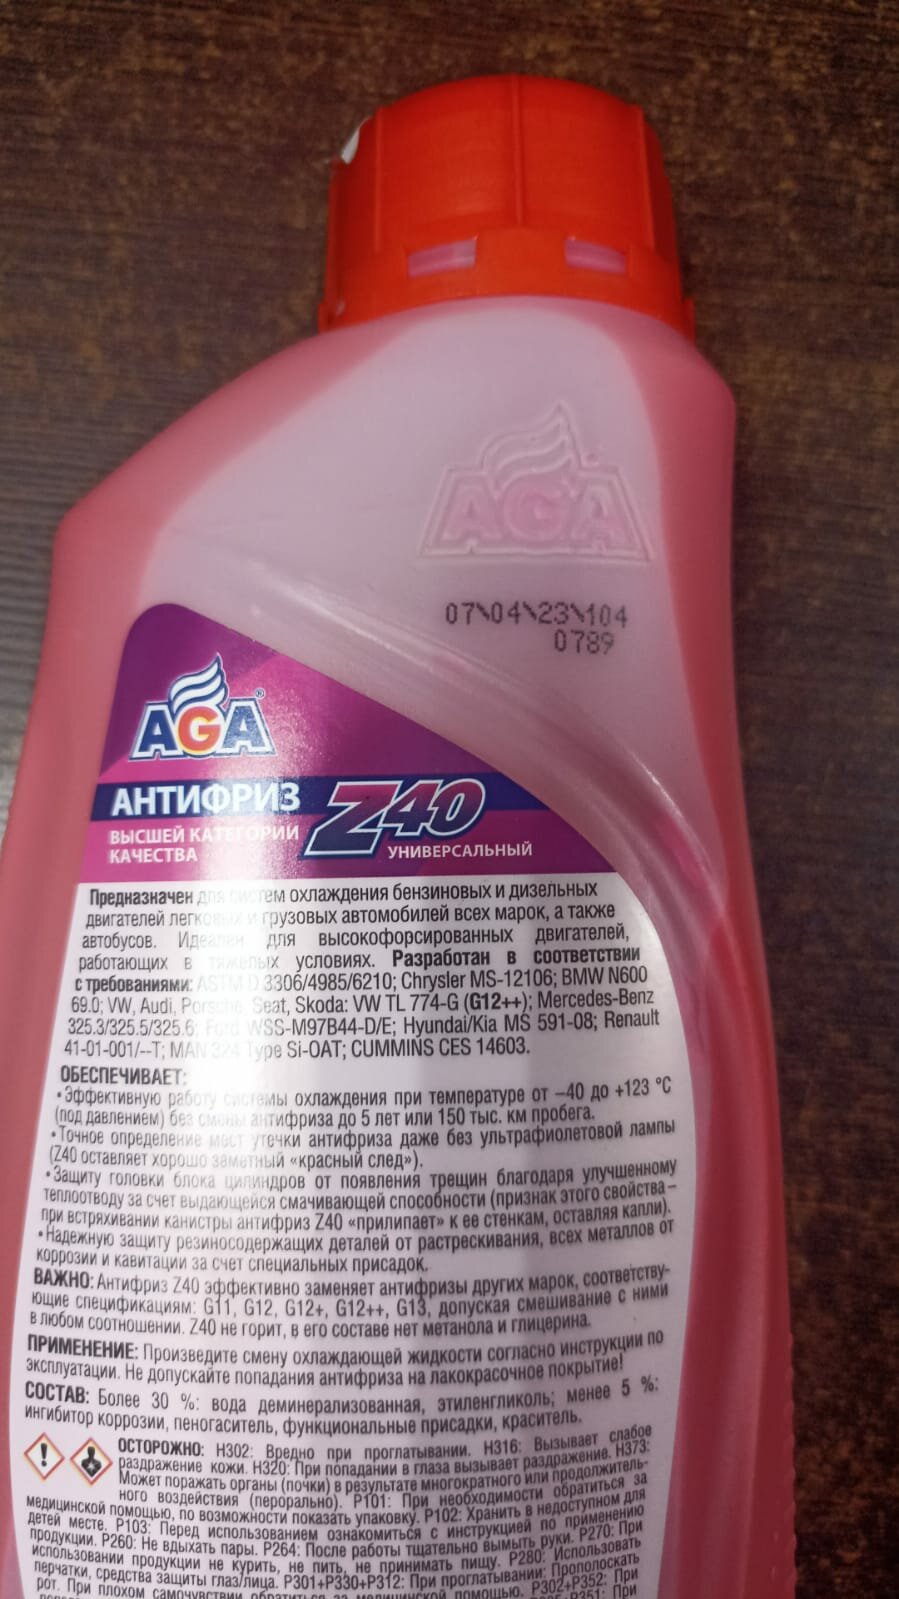 AGA
07\04\23\104
0789
AGA®
АНТИФРИЗ Z40
ВЫСШЕЙ КАТЕГОРИИ
КАЧЕСТВА
УНИВЕРСАЛЬНЫЙ
Предназначен для систем охлаждения бензиновых и дизельных
двигателей легковых и грузовых автомобилей всех марок, а также
автобусов. Идеален для высокофорсированных двигателей,
работающих в тяжелых условиях. Разработан в соответствии
с требованиями: ASTM D 3306/4985/6210; Chrysler MS-12106; BMW N600
69.0; VW, Audi, Porsche, Seat, Skoda: VW TL 774-G (G12++); Mercedes-Benz
325.3/325.5/325.6; Ford WSS-M97B44-D/E; Hyundai/Kia MS 591-08; Renault
41-01-001/--T; MAN 324 Type Si-OAT; CUMMINS CES 14603.
ОБЕСПЕЧИВАЕТ:
•Эффективную работу системы охлаждения при температуре от –40 до +123 °С
(под давлением) без смены антифриза до 5 лет или 150 тыс. км пробега.
•Точное определение мест утечки антифриза даже без ультрафиолетовой лампы
(Z40 оставляет хорошо заметный «красный след»).
•Защиту головки блока цилиндров от появления трещин благодаря улучшенному
теплоотводу за счет выдающейся смачивающей способности (признак этого свойства –
при встряхивании канистры антифриз Z40 «прилипает» к ее стенкам, оставляя капли).
•Надежную защиту резиносодержащих деталей от растрескивания, всех металлов от
коррозии и кавитации за счет специальных присадок.
ВАЖНО: Антифриз Z40 эффективно заменяет антифризы других марок, соответству-
ющие спецификациям: G11, G12, G12+, G12++, G13, допуская смешивание с ними
в любом соотношении. Z40 не горит, в его составе нет метанола и глицерина.
ПРИМЕНЕНИЕ: Произведите смену охлаждающей жидкости согласно инструкции по
эксплуатации. Не допускайте попадания антифриза на лакокрасочное покрытие!
СОСТАВ: Более 30 %: вода деминерализованная, этиленгликоль; менее 5 %:
ингибитор коррозии, пеногаситель, функциональные присадки, краситель.
ОСТОРОЖНО: H302: Вредно при проглатывании. H316: Вызывает слабое
раздражение кожи. H320: При попадании в глаза вызывает раздражение. H373:
Может поражать органы (почки) в результате многократного или продолжитель-
ного воздействия (перорально). P101: При необходимости обратиться за
медицинской помощью, по возможности показать упаковку. P102: Хранить в недоступном для
детей месте. P103: Перед использованием ознакомиться с инструкцией по применению
продукции. P260: Не вдыхать пары. P264: После работы тщательно вымыть руки. P270: При
использовании продукции не курить, не пить, не принимать пищу. P280: Использовать
перчатки, средства защиты глаз/лица. P301+P330+P312: При проглатывании: Прополоскать
рот. При плохом самочувствии обратиться за медицинской помощью. P302+P352: При